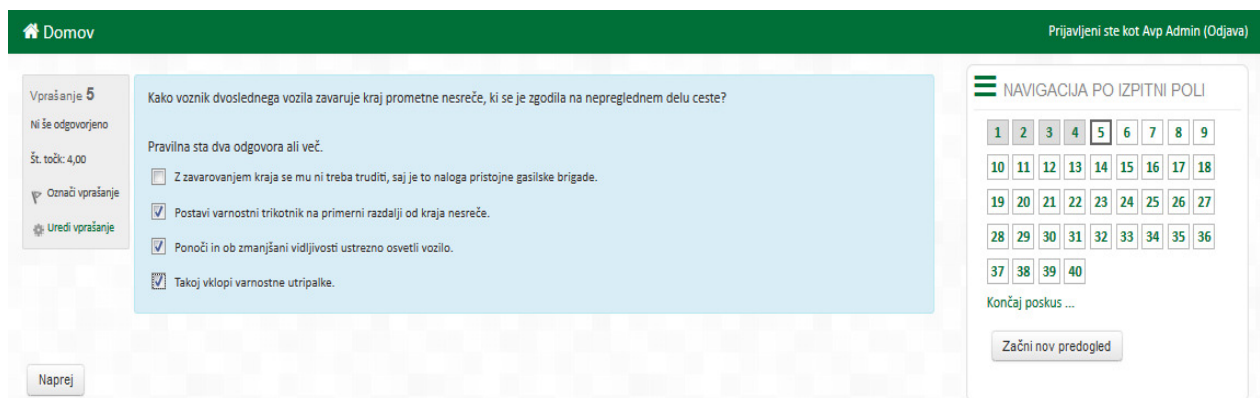 Domov
Prijavljeni ste kot Avp Admin (Odjava)
Vprašanje 5
Ni še odgovorjeno
Št. točk: 4,00
Označi vprašanje
Uredi vprašanje
Kako voznik dvoslednega vozila zavaruje kraj prometne nesreče, ki se je zgodila na nepreglednem delu ceste?
Pravilna sta dva odgovora ali več.
Z zavarovanjem kraja se mu ni treba truditi, saj je to naloga pristojne gasilske brigade.
Postavi varnostni trikotnik na primerni razdalji od kraja nesreče.
Ponoči in ob zmanjšani vidljivosti ustrezno osvetli vozilo.
Takoj vklopi varnostne utripalke.
Naprej
NAVIGACIJA PO IZPITNI POLI
1 2 3 4 5 6 7 8 9
10 11 12 13 14 15 16 17 18
19 20 21 22 23 24 25 26 27
28 29 30 31 32 33 34 35 36
37 38 39 40
Končaj poskus ...
Začni nov predogled